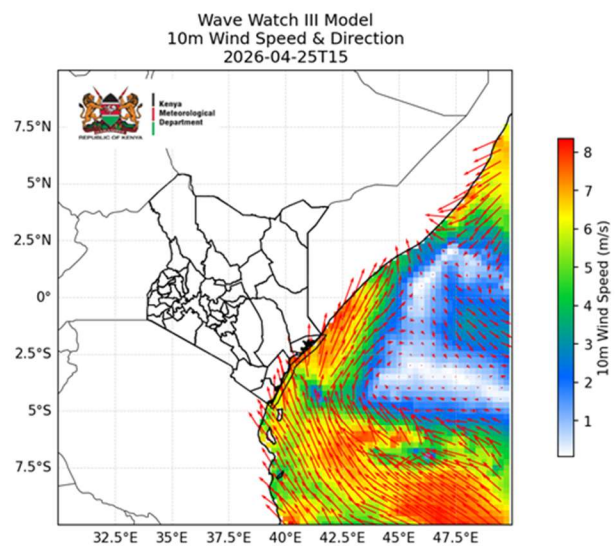 Wave Watch III Model
10m Wind Speed & Direction
2026-04-25T15
Kenya
Meteorological
Department
REPUBLIC OF KENYA
7.5°N
5°N
2.5°N
0°
2.5°S
5°S
7.5°S
32.5°E 35°E 37.5°E 40°E 42.5°E 45°E 47.5°E
8
7
6
5
4
3
2
1
10m Wind Speed (m/s)